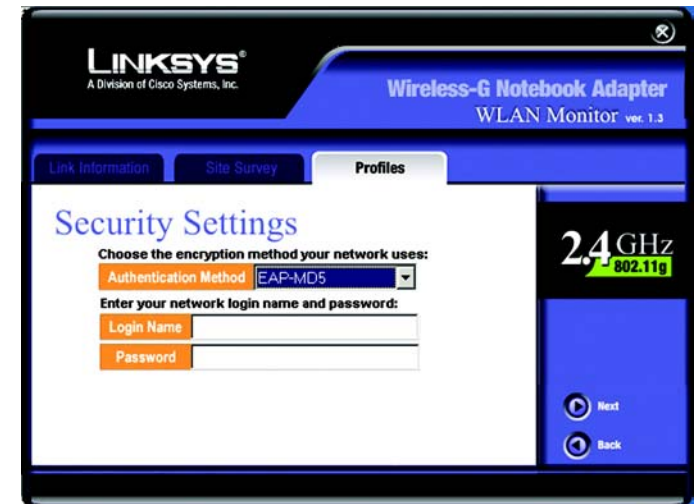 LINKSYS®
A Division of Cisco Systems, Inc.
Wireless-G Notebook Adapter
WLAN Monitor ver. 1.3
Link Information Site Survey Profiles
Security Settings
Choose the encryption method your network uses:
Authentication Method EAP-MD5
Enter your network login name and password:
Login Name
Password
2.4 GHz
802.11g
Next
Back